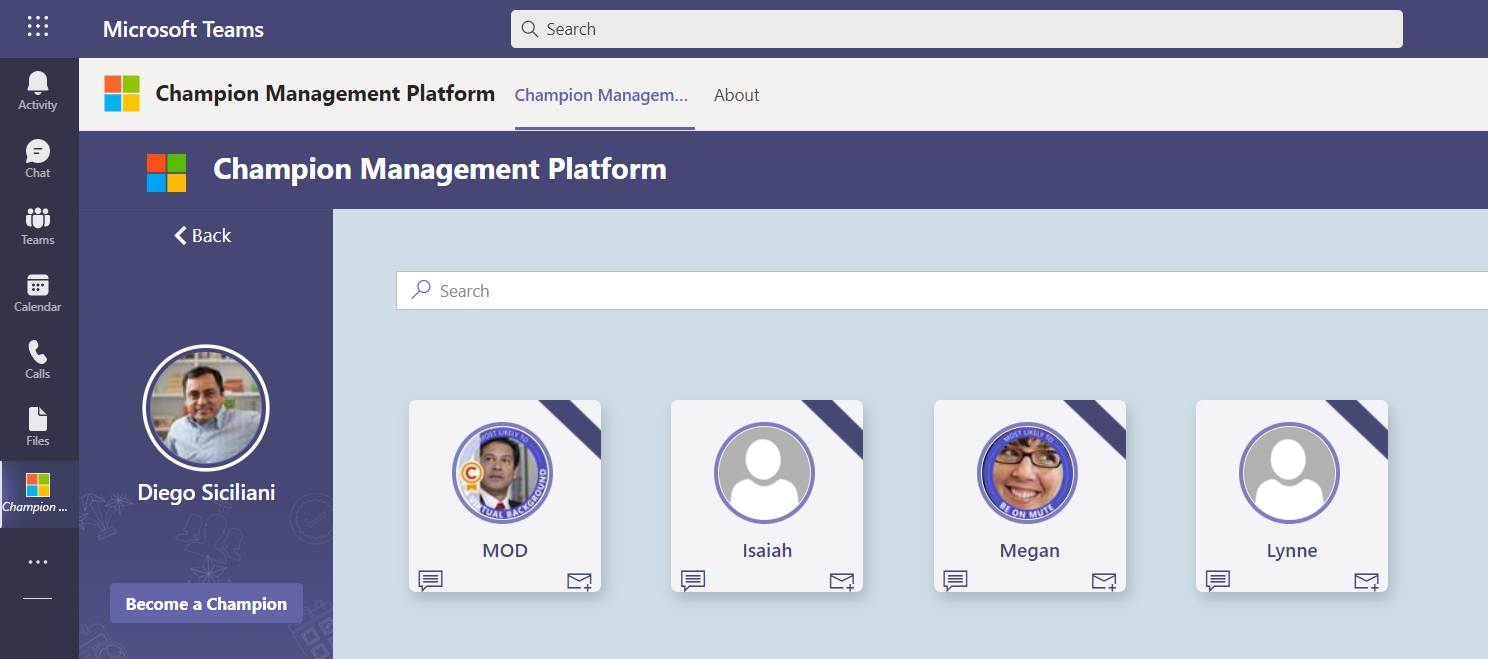 Microsoft Teams
Search
Activity
Chat
Teams
Calendar
Calls
Files
Champion ...
Champion Management Platform
Champion Managem...
About
Champion Management Platform
Back
Diego Siciliani
Become a Champion
Search
MOST LIKELY TO
C
VIRTUAL BACKGROUND
MOD
Isaiah
MOST LIKELY TO
BE ON MUTE
Megan
Lynne